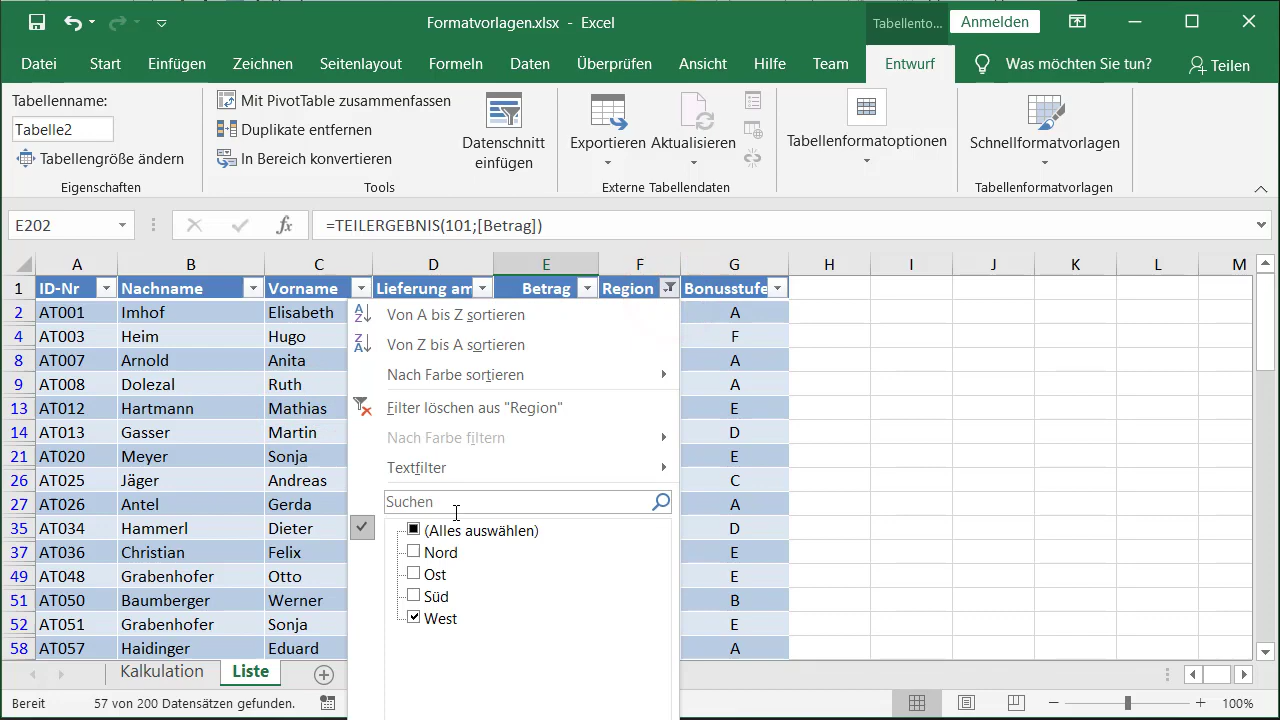 Formatvorlagen.xlsx - Excel
Tabellento... Anmelden
Datei Start Einfügen Zeichnen Seitenlayout Formeln Daten Überprüfen Ansicht Hilfe Team Entwurf Was möchten Sie tun? Teilen
Tabellenname:
Tabelle2
Tabellengröße ändern
Eigenschaften
Mit PivotTable zusammenfassen
Duplikate entfernen
In Bereich konvertieren
Tools
Datenschnitt
einfügen
Exportieren Aktualisieren
Externe Tabellendaten
Tabellenformatoptionen
Schnellformatvorlagen
Tabellenformatvorlagen
E202 fx =TEILERGEBNIS(101;[Betrag])
A B C D E F G H I J K L M
1 ID-Nr Nachname Vorname Lieferung am Betrag Region Bonusstufe
2 AT001 Imhof Elisabeth A
4 AT003 Heim Hugo F
8 AT007 Arnold Anita A
9 AT008 Dolezal Ruth A
13 AT012 Hartmann Mathias E
14 AT013 Gasser Martin D
21 AT020 Meyer Sonja E
26 AT025 Jäger Andreas C
27 AT026 Antel Gerda A
35 AT034 Hammerl Dieter D
37 AT036 Christian Felix E
49 AT048 Grabenhofer Otto E
51 AT050 Baumberger Werner B
52 AT051 Grabenhofer Sonja E
58 AT057 Haidinger Eduard A
Von A bis Z sortieren
Von Z bis A sortieren
Nach Farbe sortieren
Filter löschen aus "Region"
Nach Farbe filtern
Textfilter
Suchen
(Alles auswählen)
Nord
Ost
Süd
West
Kalkulation Liste
Bereit 57 von 200 Datensätzen gefunden. 100%